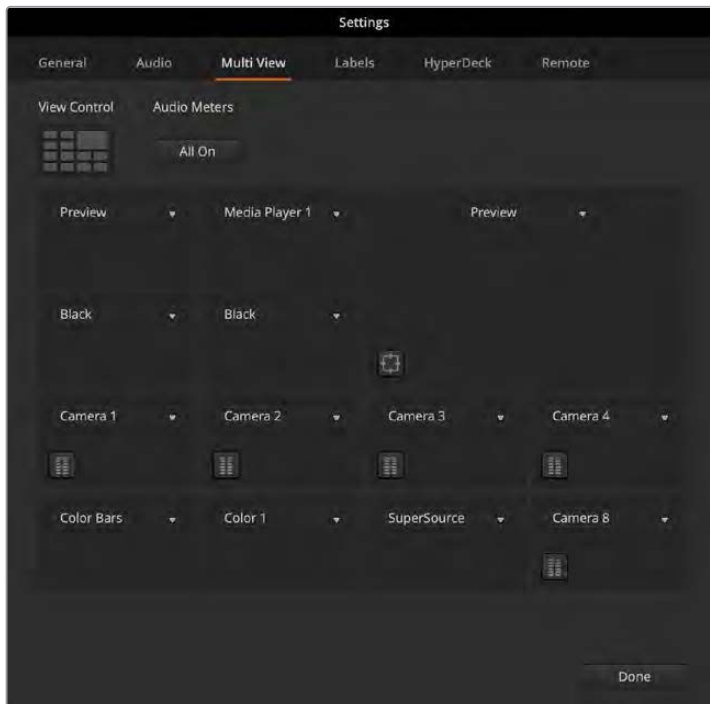 Settings
General Audio Multi View Labels HyperDeck Remote
View Control Audio Meters
All On
Preview Media Player 1 Preview
Black Black
Camera 1 Camera 2 Camera 3 Camera 4
Color Bars Color 1 SuperSource Camera 8
Done